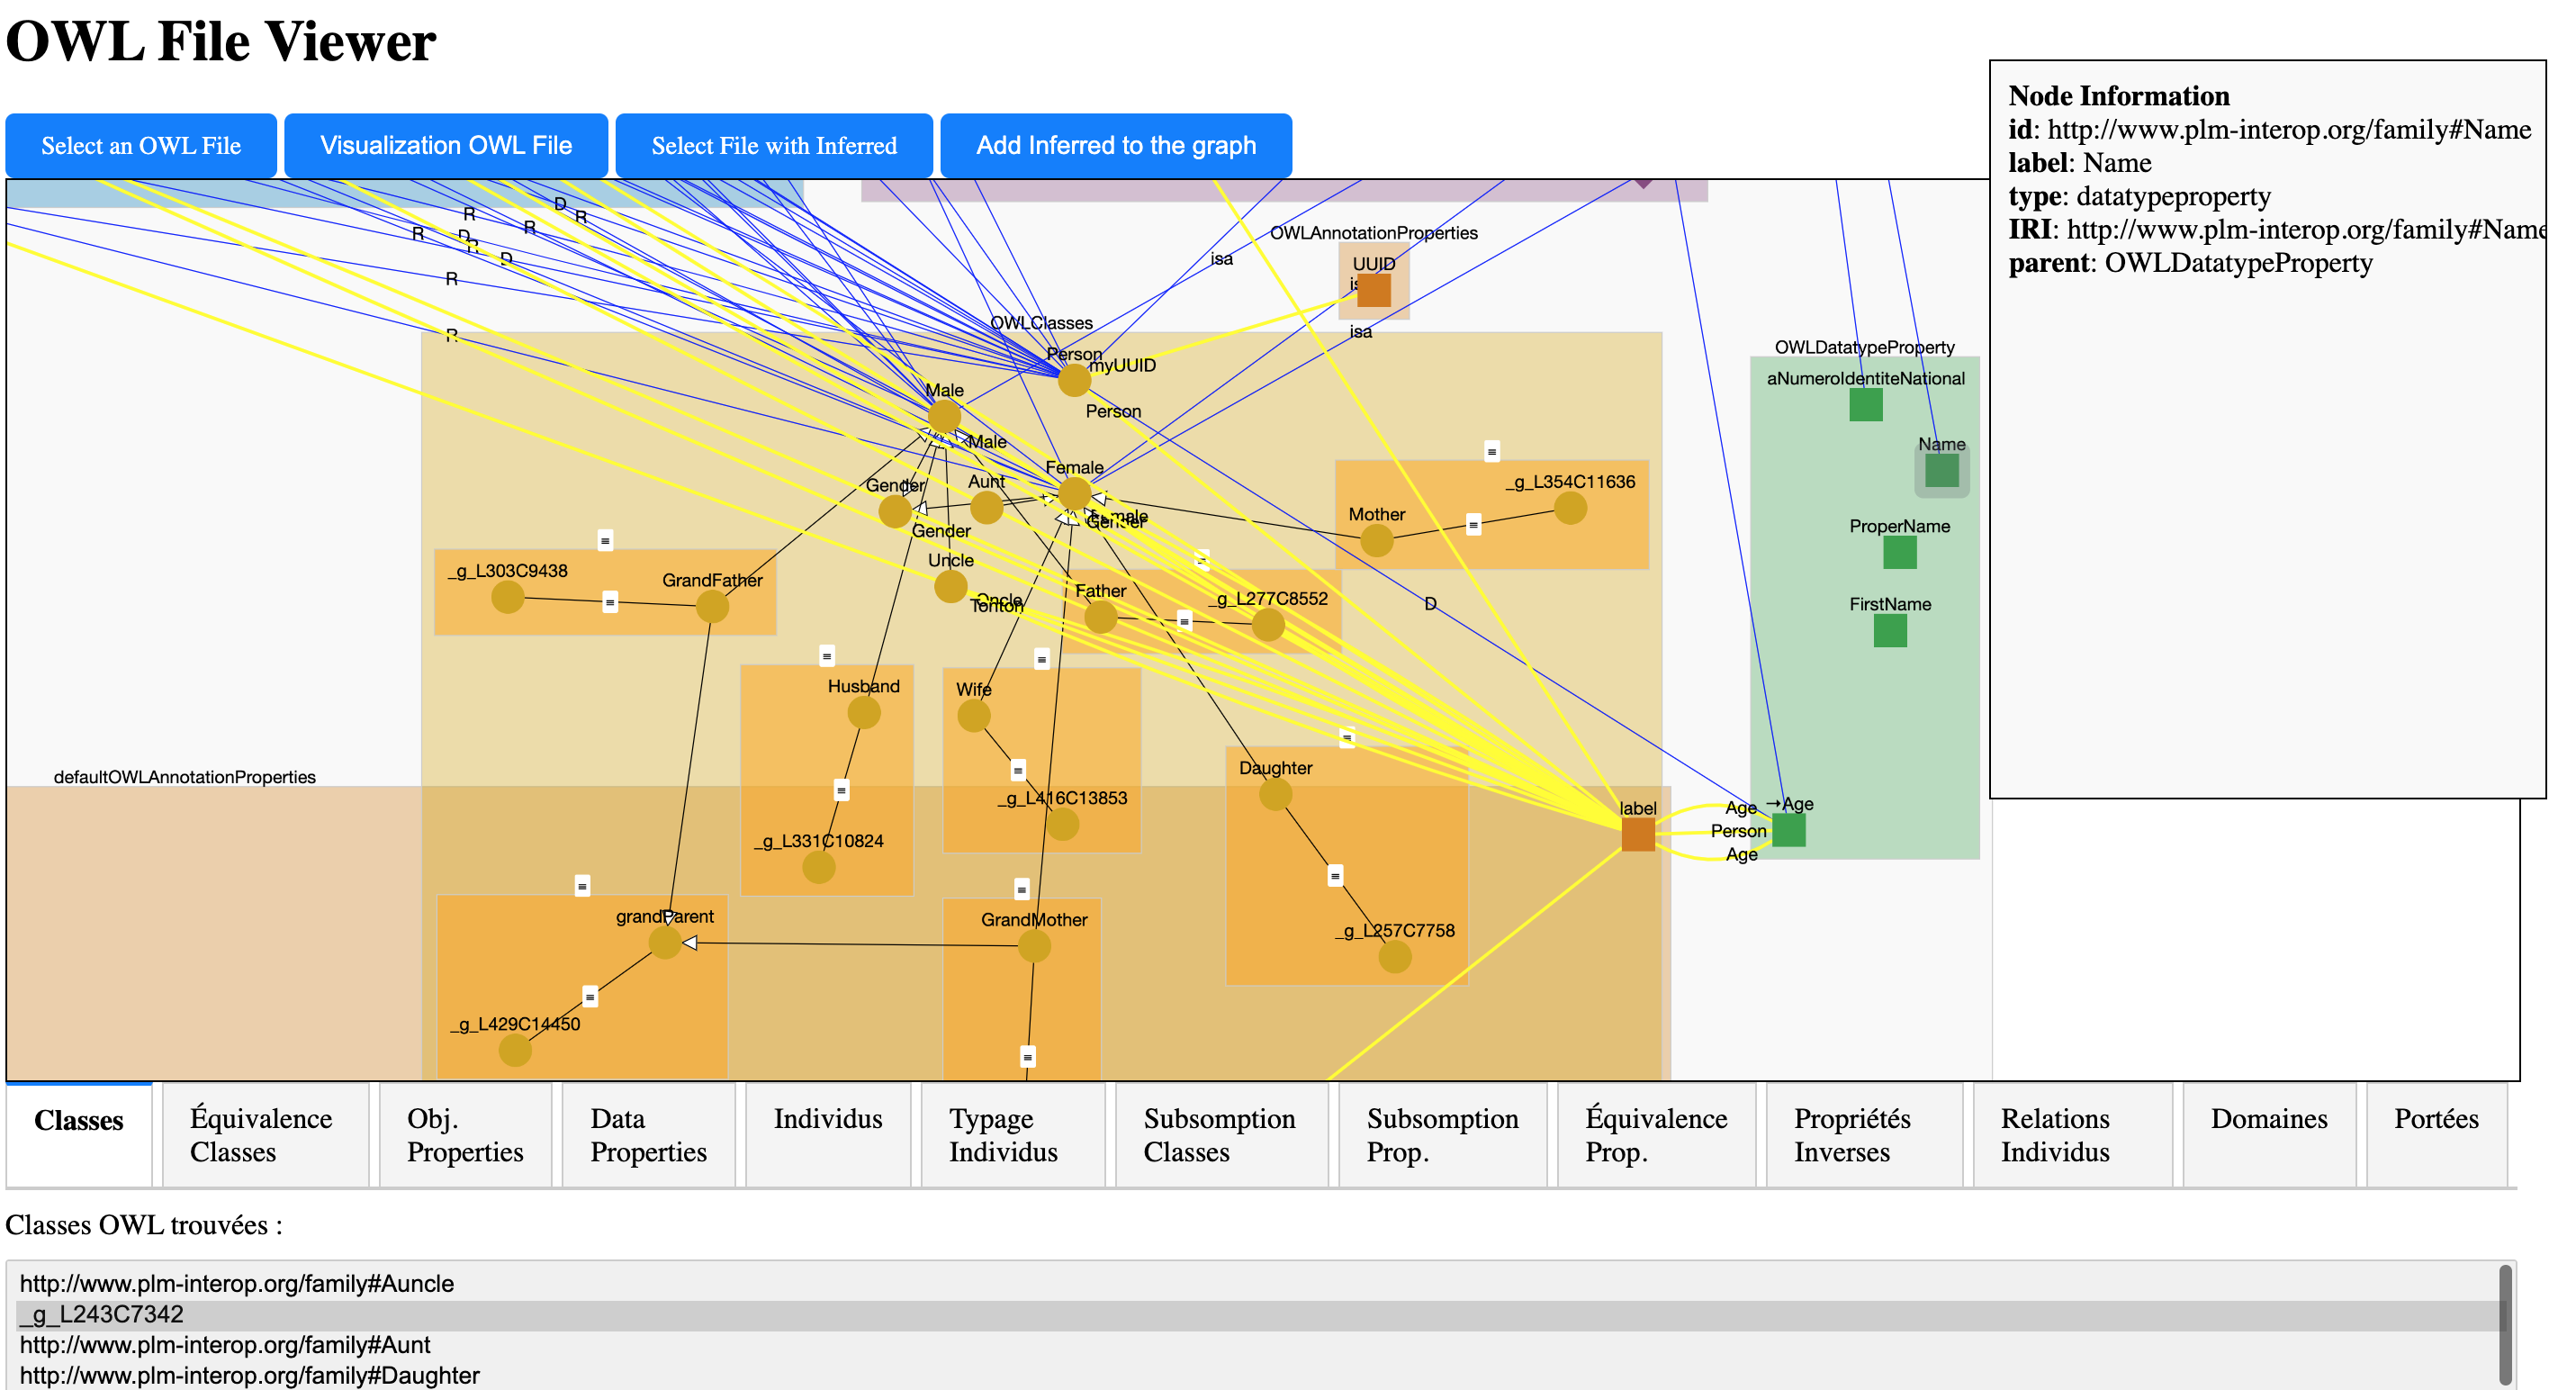 OWL File Viewer
Select an OWL File
Visualization OWL File
Select File with Inferred
Add Inferred to the graph
Node Information
id: http://www.plm-interop.org/family#Name
label: Name
type: datatypeproperty
IRI: http://www.plm-interop.org/family#Name
parent: OWLDatatypeProperty
D
R
R
R
R
D
R
D
R
R
isa
OWLAnnotationProperties
UUID
isa
OWLClasses
Person
myUUID
Person
Male
Male
Female
Female
Gender
Gender
Gender
Aunt
Uncle
Oncle
Tonton
OWLDatatypeProperty
aNumeroIdentiteNational
Name
ProperName
FirstName
≡
_g_L354C11636
Mother
≡
≡
_g_L303C9438
GrandFather
≡
≡
Father
_g_L277C8552
≡
D
≡
Husband
≡
_g_L331C10824
≡
Wife
≡
_g_L416C13853
≡
Daughter
≡
_g_L257C7758
defaultOWLAnnotationProperties
label
Age
→Age
Person
Age
≡
grandParent
≡
_g_L429C14450
≡
GrandMother
≡
Classes
Équivalence
Classes
Obj.
Properties
Data
Properties
Individus
Typage
Individus
Subsomption
Classes
Subsomption
Prop.
Équivalence
Prop.
Propriétés
Inverses
Relations
Individus
Domaines
Portées
Classes OWL trouvées :
http://www.plm-interop.org/family#Auncle
_g_L243C7342
http://www.plm-interop.org/family#Aunt
http://www.plm-interop.org/family#Daughter